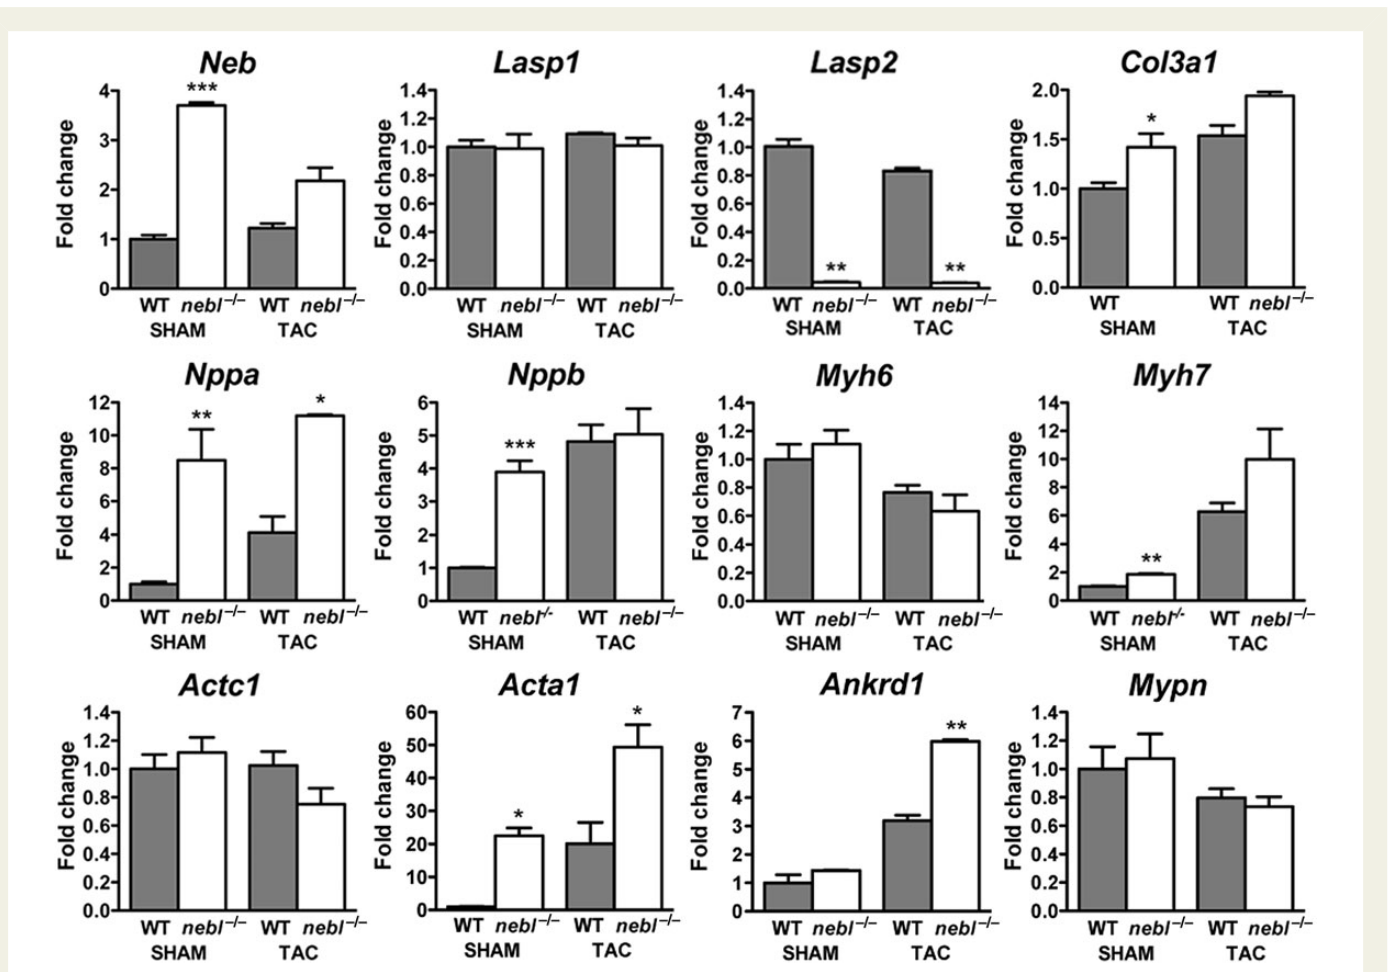 Neb Lasp1 Lasp2 Col3a1
Fold change Fold change Fold change Fold change
4 1.4 1.4 2.0
*** 1.2 1.2 *
3 1.0 1.0 1.5
2 0.8 0.8 1.0
1 0.6 0.6 0.5
0 0.4 0.4 0.0
0.2 0.2 ** **
0.0 0.0
WT nebl–/– WT nebl–/– WT nebl–/– WT nebl–/– WT nebl–/– WT nebl–/– WT WT nebl–/–
SHAM TAC SHAM TAC SHAM TAC SHAM TAC
Nppa Nppb Myh6 Myh7
Fold change Fold change Fold change Fold change
12 6 1.4 14
** * *** 1.2 12
10 5 1.0 10
8 4 0.8 8
6 3 0.6 6
4 2 0.4 4
2 1 0.2 2 **
0 0 0.0 0
WT nebl–/– WT nebl–/– WT nebl-/- WT nebl–/– WT nebl–/– WT nebl–/– WT nebl-/- WT nebl–/–
SHAM TAC SHAM TAC SHAM TAC SHAM TAC
Actc1 Acta1 Ankrd1 Mypn
Fold change Fold change Fold change Fold change
1.4 60 * 7 ** 1.4
1.2 50 6 1.2
1.0 40 5 1.0
0.8 30 4 0.8
0.6 20 * 3 0.6
0.4 10 2 0.4
0.2 0 1 0.2
0.0 0 0.0
WT nebl–/– WT nebl–/– WT nebl–/– WT nebl–/– WT nebl–/– WT nebl–/– WT nebl–/– WT nebl–/–
SHAM TAC SHAM TAC SHAM TAC SHAM TAC